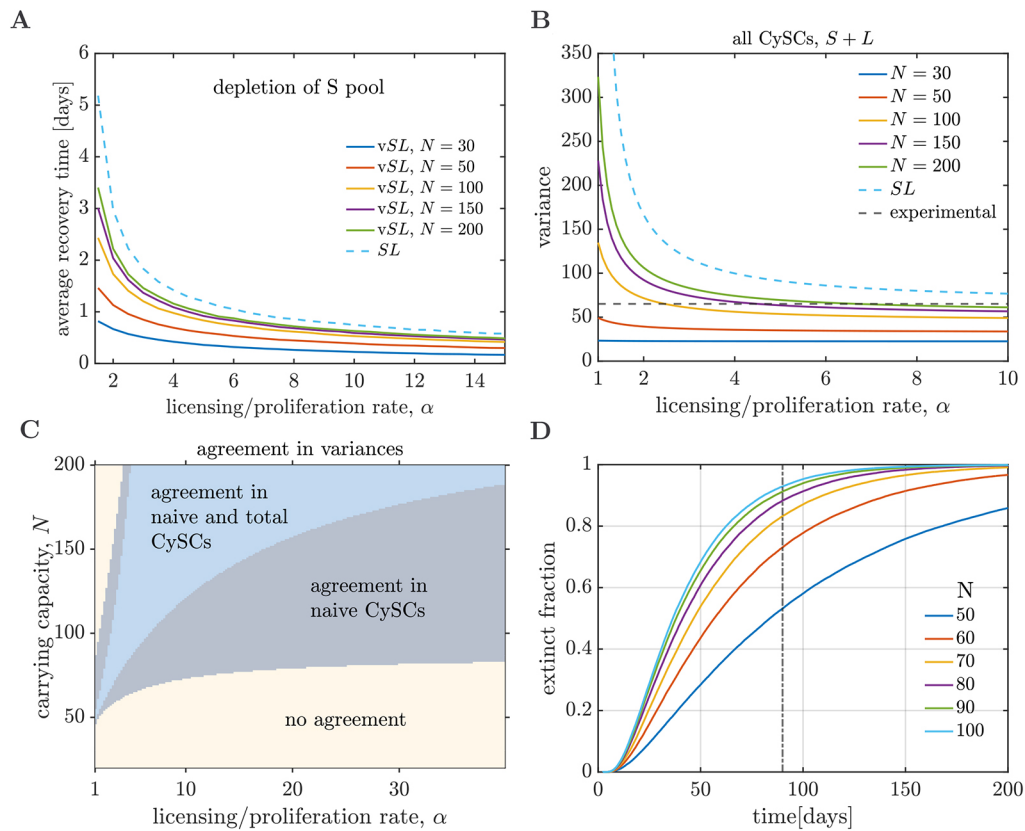 A
depletion of S pool
average recovery time [days]
6
5
4
3
2
1
0
vSL, N = 30
vSL, N = 50
vSL, N = 100
vSL, N = 150
vSL, N = 200
SL
2 4 6 8 10 12 14
licensing/proliferation rate, α
B
all CySCs, S + L
variance
350
300
250
200
150
100
50
0
N = 30
N = 50
N = 100
N = 150
N = 200
SL
experimental
1 2 4 6 8 10
licensing/proliferation rate, α
C
agreement in variances
carrying capacity, N
200
150
100
50
agreement in
naive and total
CySCs
agreement in
naive CySCs
no agreement
1 10 20 30
licensing/proliferation rate, α
D
extinct fraction
1
0.8
0.6
0.4
0.2
0
N
50
60
70
80
90
100
0 50 100 150 200
time[days]